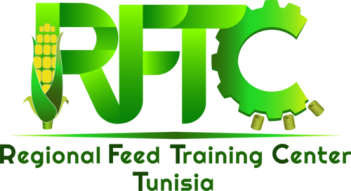 RFTC
Regional Feed Training Center
Tunisia